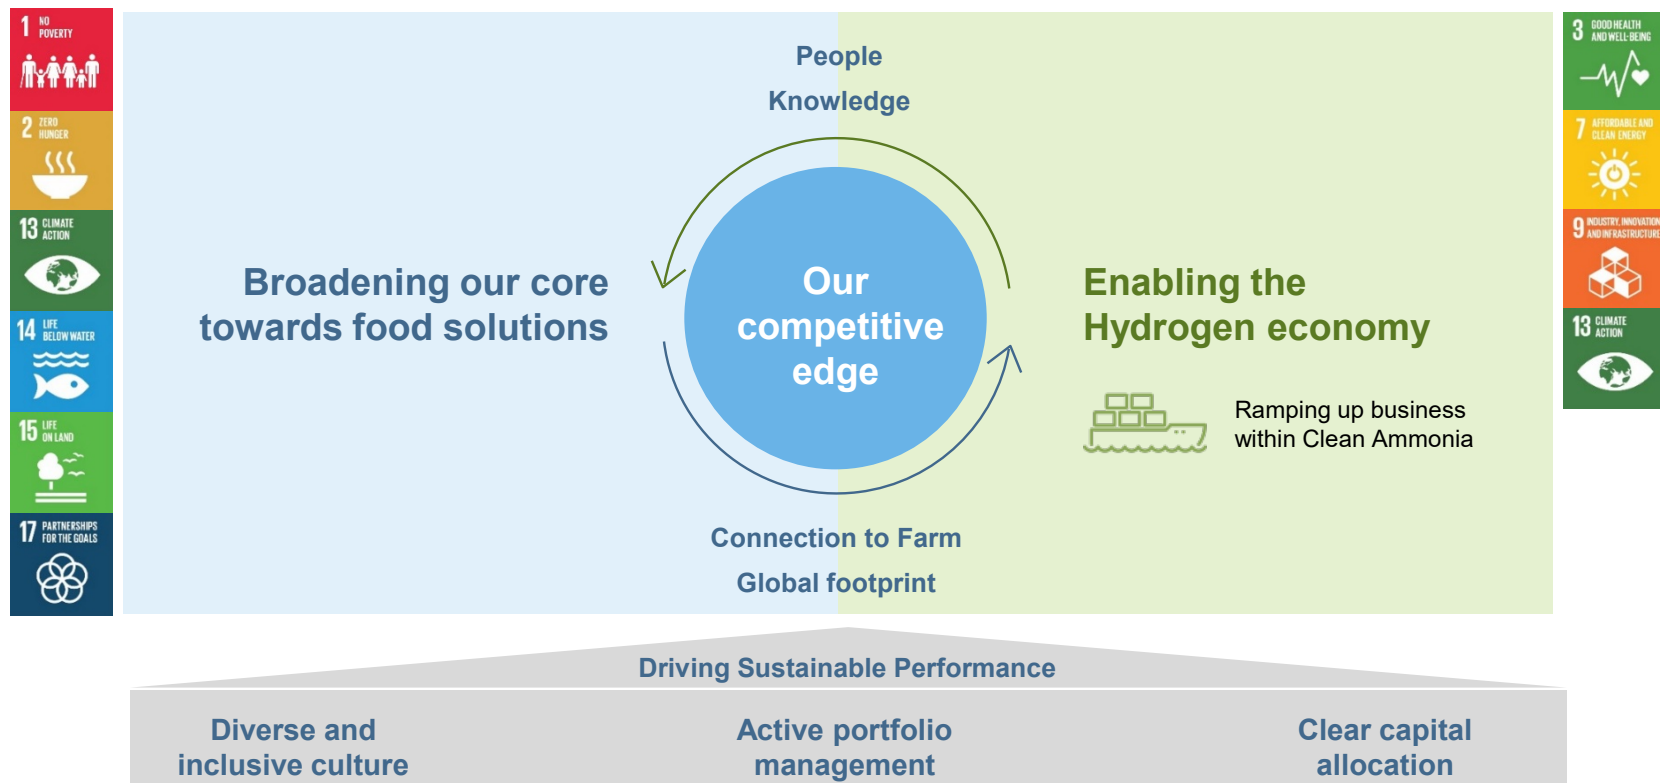 1 NO
POVERTY
2 ZERO
HUNGER
13 CLIMATE
ACTION
14 LIFE
BELOW WATER
15 LIFE
ON LAND
17 PARTNERSHIPS
FOR THE GOALS
People
Knowledge
Broadening our core
towards food solutions
Our
competitive
edge
Enabling the
Hydrogen economy
Ramping up business
within Clean Ammonia
Connection to Farm
Global footprint
3 GOOD HEALTH
AND WELL-BEING
7 AFFORDABLE AND
CLEAN ENERGY
9 INDUSTRY, INNOVATION
AND INFRASTRUCTURE
13 CLIMATE
ACTION
Driving Sustainable Performance
Diverse and
inclusive culture
Active portfolio
management
Clear capital
allocation